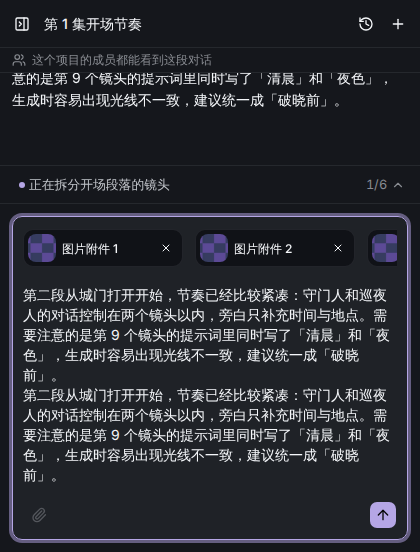 第 1 集开场节奏
这个项目的成员都能看到这段对话
意的是第 9 个镜头的提示词里同时写了「清晨」和「夜色」，
生成时容易出现光线不一致，建议统一成「破晓前」。
正在拆分开场段落的镜头 1/6
图片附件 1 图片附件 2
第二段从城门打开开始，节奏已经比较紧凑：守门人和巡夜
人的对话控制在两个镜头以内，旁白只补充时间与地点。需
要注意的是第 9 个镜头的提示词里同时写了「清晨」和「夜
色」，生成时容易出现光线不一致，建议统一成「破晓
前」。
第二段从城门打开开始，节奏已经比较紧凑：守门人和巡夜
人的对话控制在两个镜头以内，旁白只补充时间与地点。需
要注意的是第 9 个镜头的提示词里同时写了「清晨」和「夜
色」，生成时容易出现光线不一致，建议统一成「破晓
前」。